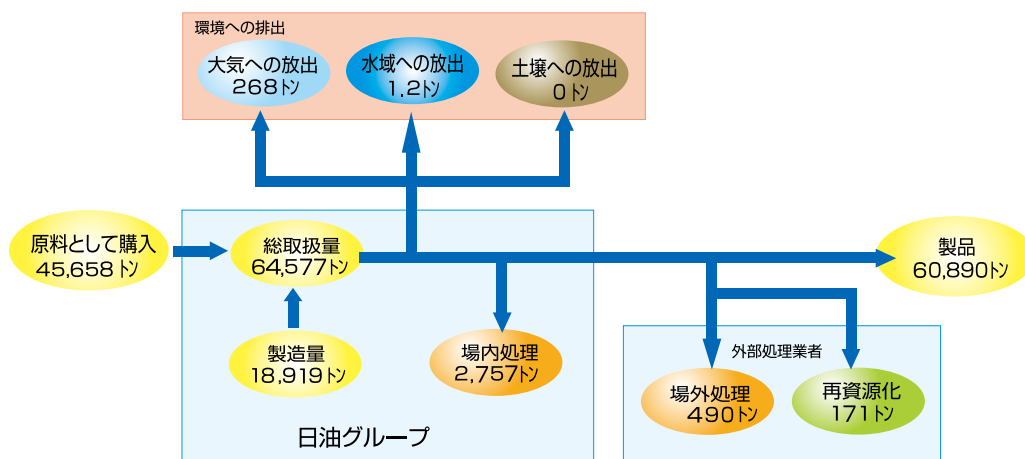 環境への排出
大気への放出
268トン
水域への放出
1.2トン
土壌への放出
0トン
原料として購入
45,658トン
総取扱量
64,577トン
製品
60,890トン
製造量
18,919トン
場内処理
2,757トン
外部処理業者
場外処理
490トン
再資源化
171トン
日油グループ